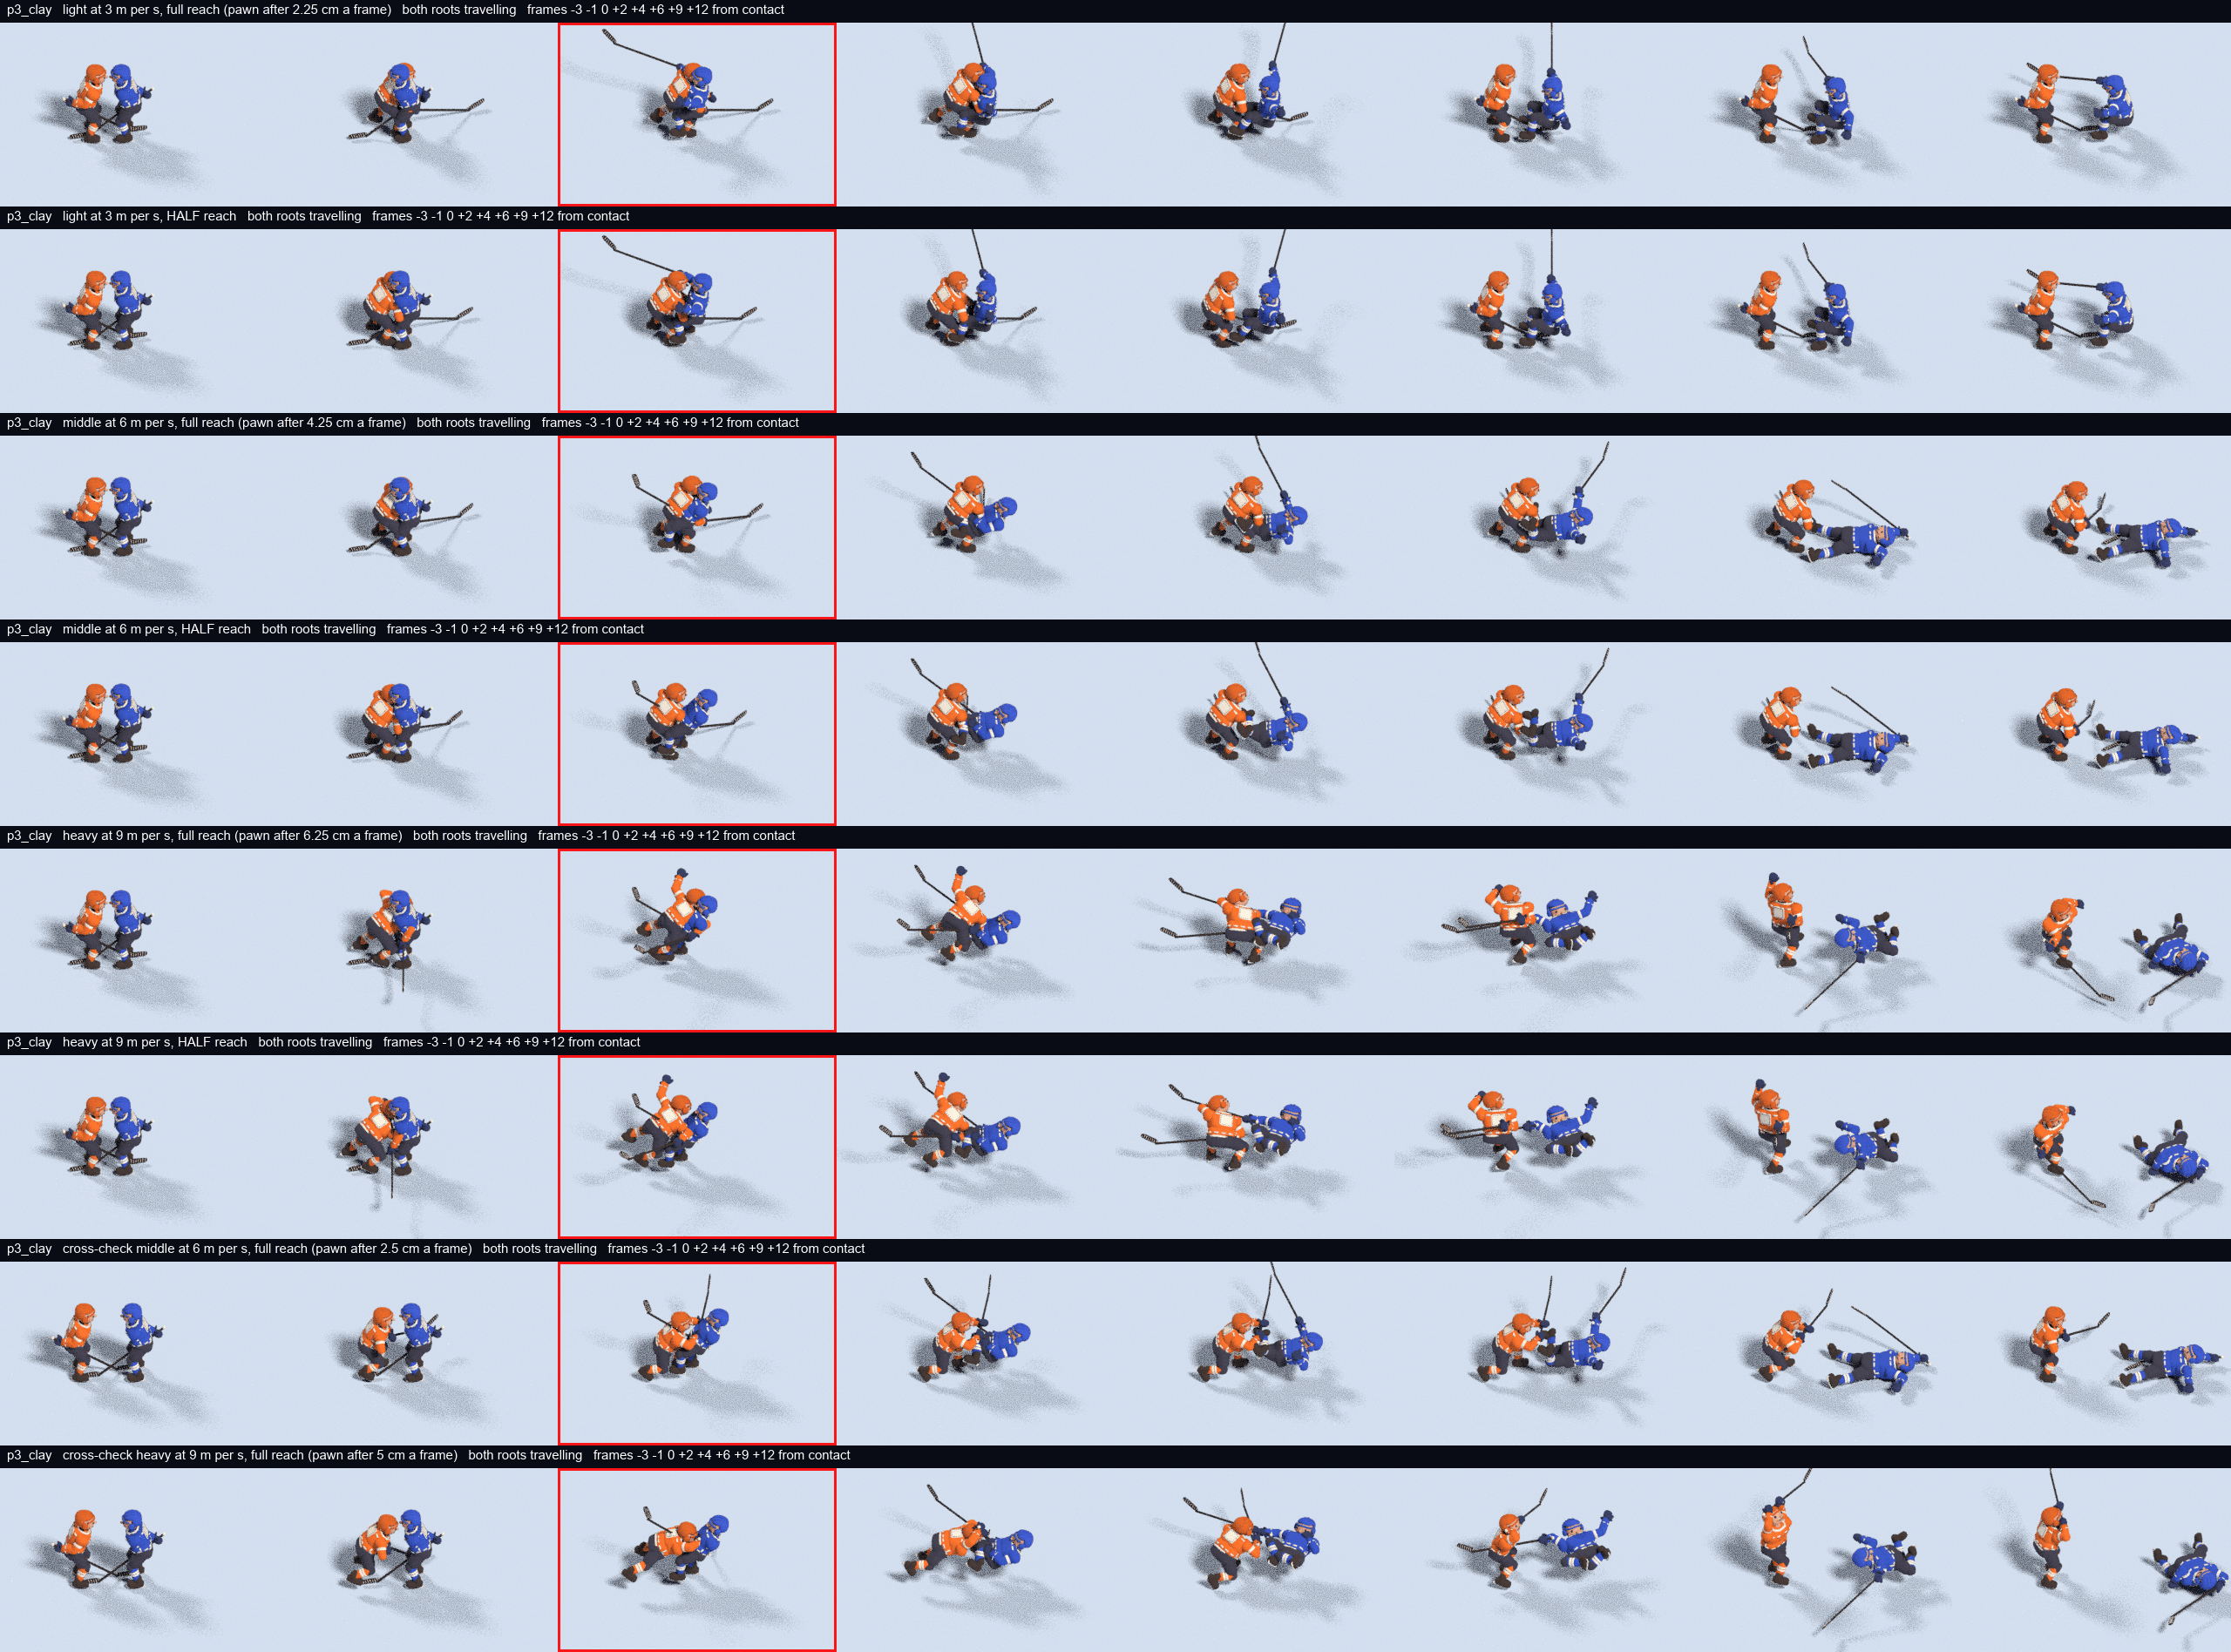 p3_clay light at 3 m per s, full reach (pawn after 2.25 cm a frame) both roots travelling frames -3 -1 0 +2 +4 +6 +9 +12 from contact
p3_clay light at 3 m per s, HALF reach both roots travelling frames -3 -1 0 +2 +4 +6 +9 +12 from contact
p3_clay middle at 6 m per s, full reach (pawn after 4.25 cm a frame) both roots travelling frames -3 -1 0 +2 +4 +6 +9 +12 from contact
p3_clay middle at 6 m per s, HALF reach both roots travelling frames -3 -1 0 +2 +4 +6 +9 +12 from contact
p3_clay heavy at 9 m per s, full reach (pawn after 6.25 cm a frame) both roots travelling frames -3 -1 0 +2 +4 +6 +9 +12 from contact
p3_clay heavy at 9 m per s, HALF reach both roots travelling frames -3 -1 0 +2 +4 +6 +9 +12 from contact
p3_clay cross-check middle at 6 m per s, full reach (pawn after 2.5 cm a frame) both roots travelling frames -3 -1 0 +2 +4 +6 +9 +12 from contact
p3_clay cross-check heavy at 9 m per s, full reach (pawn after 5 cm a frame) both roots travelling frames -3 -1 0 +2 +4 +6 +9 +12 from contact